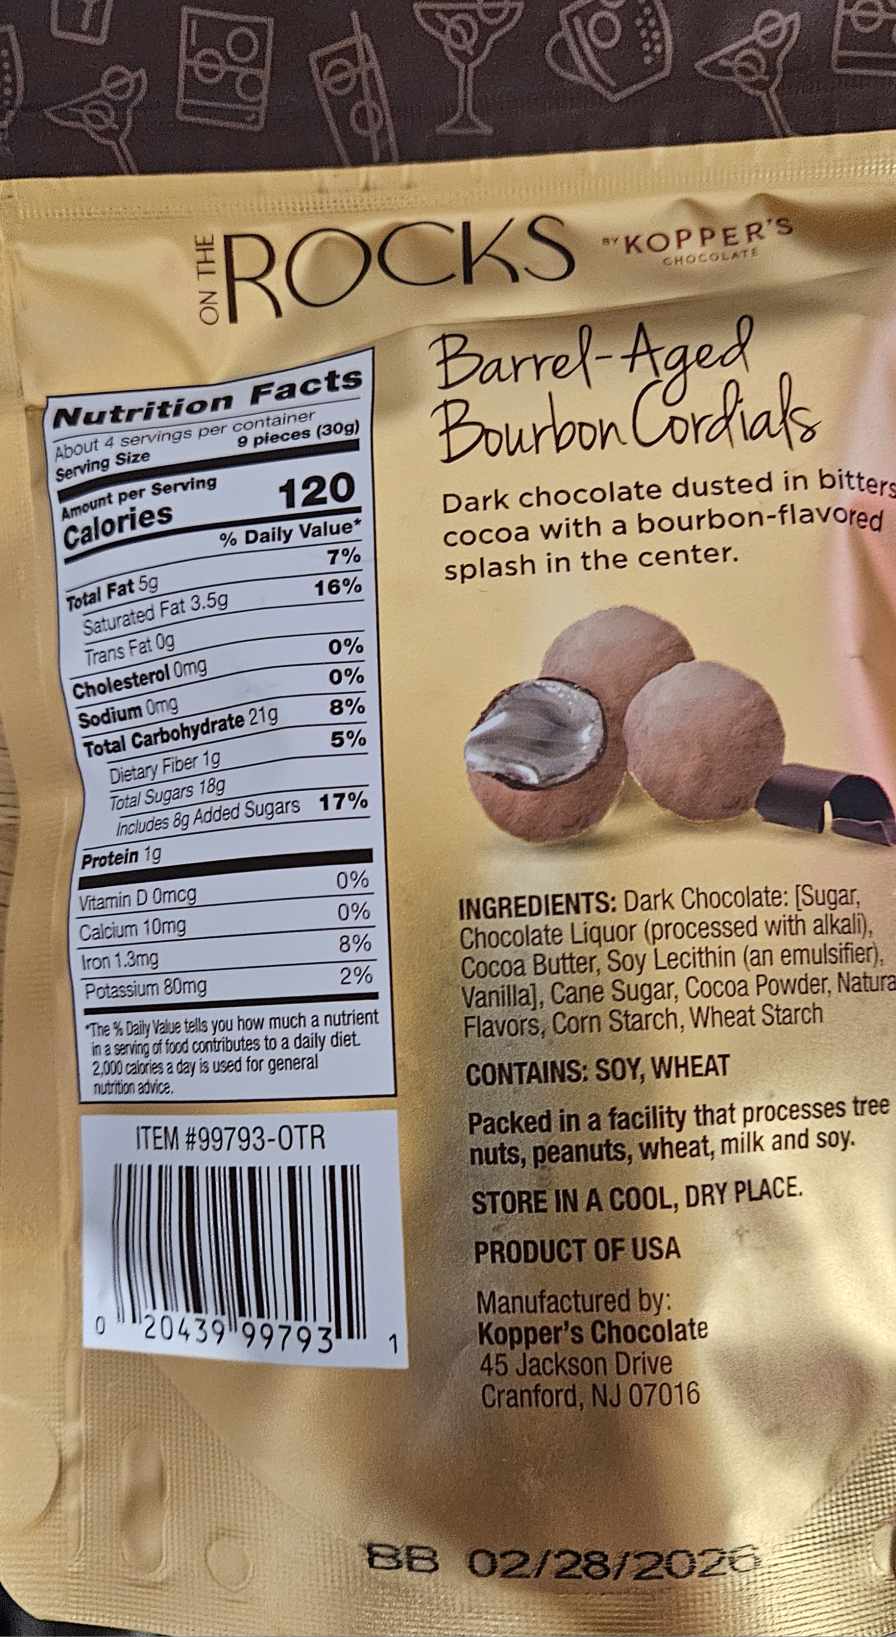 ON THE
ROCKS
BY KOPPER'S
CHOCOLATE
Nutrition Facts
About 4 servings per container
Serving Size 9 pieces (30g)
Amount per Serving
Calories 120
% Daily Value*
Total Fat 5g 7%
Saturated Fat 3.5g 16%
Trans Fat 0g
Cholesterol 0mg 0%
Sodium 0mg 0%
Total Carbohydrate 21g 8%
Dietary Fiber 1g 5%
Total Sugars 18g
Includes 8g Added Sugars 17%
Protein 1g
Vitamin D 0mcg 0%
Calcium 10mg 0%
Iron 1.3mg 8%
Potassium 80mg 2%
*The % Daily Value tells you how much a nutrient
in a serving of food contributes to a daily diet.
2,000 calories a day is used for general
nutrition advice.
ITEM #99793-OTR
0 20439 99793 1
Barrel-Aged
Bourbon Cordials
Dark chocolate dusted in bitters
cocoa with a bourbon-flavored
splash in the center.
INGREDIENTS: Dark Chocolate: [Sugar,
Chocolate Liquor (processed with alkali),
Cocoa Butter, Soy Lecithin (an emulsifier),
Vanilla], Cane Sugar, Cocoa Powder, Natura
Flavors, Corn Starch, Wheat Starch
CONTAINS: SOY, WHEAT
Packed in a facility that processes tree
nuts, peanuts, wheat, milk and soy.
STORE IN A COOL, DRY PLACE.
PRODUCT OF USA
Manufactured by:
Kopper's Chocolate
45 Jackson Drive
Cranford, NJ 07016
BB 02/28/2026